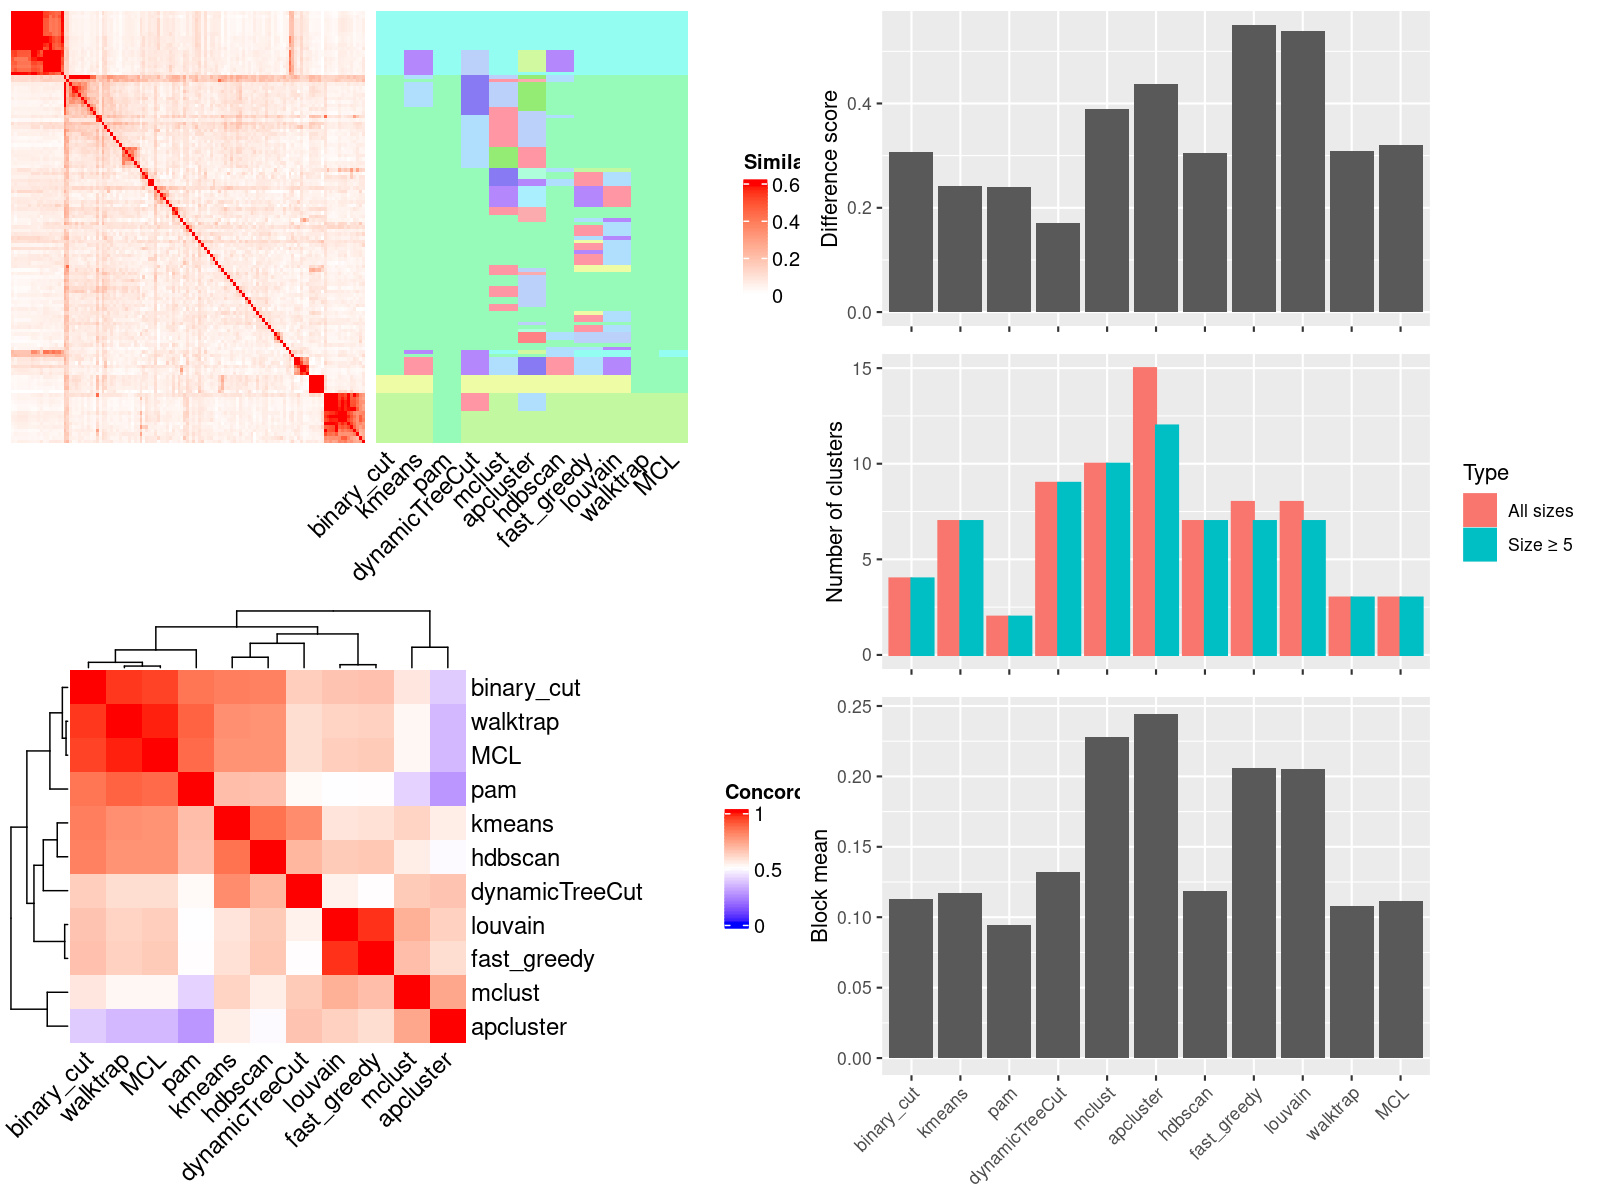 Simila
0.6
0.4
0.2
0
binary_cut
kmeans
pam
dynamicTreeCut
mclust
apcluster
hdbscan
fast_greedy
louvain
walktrap
MCL
Difference score
0.4
0.2
0.0
Number of clusters
15
10
5
0
Type
All sizes
Size ≥ 5
binary_cut
walktrap
MCL
pam
kmeans
hdbscan
dynamicTreeCut
louvain
fast_greedy
mclust
apcluster
binary_cut
walktrap
MCL
pam
kmeans
hdbscan
dynamicTreeCut
louvain
fast_greedy
mclust
apcluster
Concord
1
0.5
0
Block mean
0.25
0.20
0.15
0.10
0.05
0.00
binary_cut
kmeans
pam
dynamicTreeCut
mclust
apcluster
hdbscan
fast_greedy
louvain
walktrap
MCL